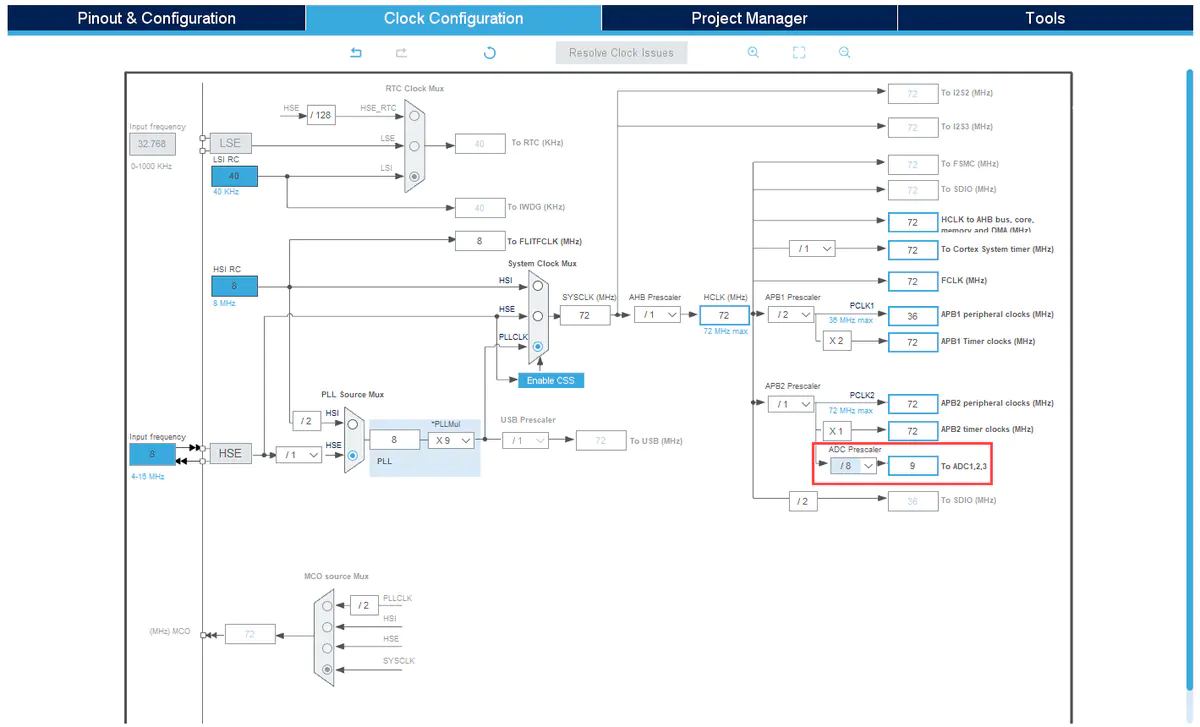 Pinout & Configuration
Clock Configuration
Project Manager
Tools
Resolve Clock Issues
RTC Clock Mux
HSE
/ 128
HSE_RTC
Input frequency
32.768
0-1000 KHz
LSE
LSE
40
To RTC (KHz)
LSI RC
40
40 KHz
LSI
40
To IWDG (KHz)
8
To FLITFCLK (MHz)
HSI RC
8
8 MHz
System Clock Mux
HSI
HSE
PLLCLK
Enable CSS
SYSCLK (MHz)
72
AHB Prescaler
/ 1
HCLK (MHz)
72
72 MHz max
72
To I2S2 (MHz)
72
To I2S3 (MHz)
72
To FSMC (MHz)
72
To SDIO (MHz)
72
HCLK to AHB bus, core,
memory and DMA (MHz)
/ 1
72
To Cortex System timer (MHz)
72
FCLK (MHz)
APB1 Prescaler
/ 2
PCLK1
36 MHz max
36
APB1 peripheral clocks (MHz)
X 2
72
APB1 Timer clocks (MHz)
APB2 Prescaler
/ 1
PCLK2
72 MHz max
72
APB2 peripheral clocks (MHz)
X 1
72
APB2 timer clocks (MHz)
ADC Prescaler
/ 8
9
To ADC1,2,3
/ 2
36
To SDIO (MHz)
PLL Source Mux
/ 2
HSI
Input frequency
8
4-16 MHz
HSE
/ 1
HSE
8
*PLLMul
X 9
PLL
USB Prescaler
/ 1
72
To USB (MHz)
MCO source Mux
/ 2
PLLCLK
HSI
HSE
SYSCLK
(MHz) MCO
72